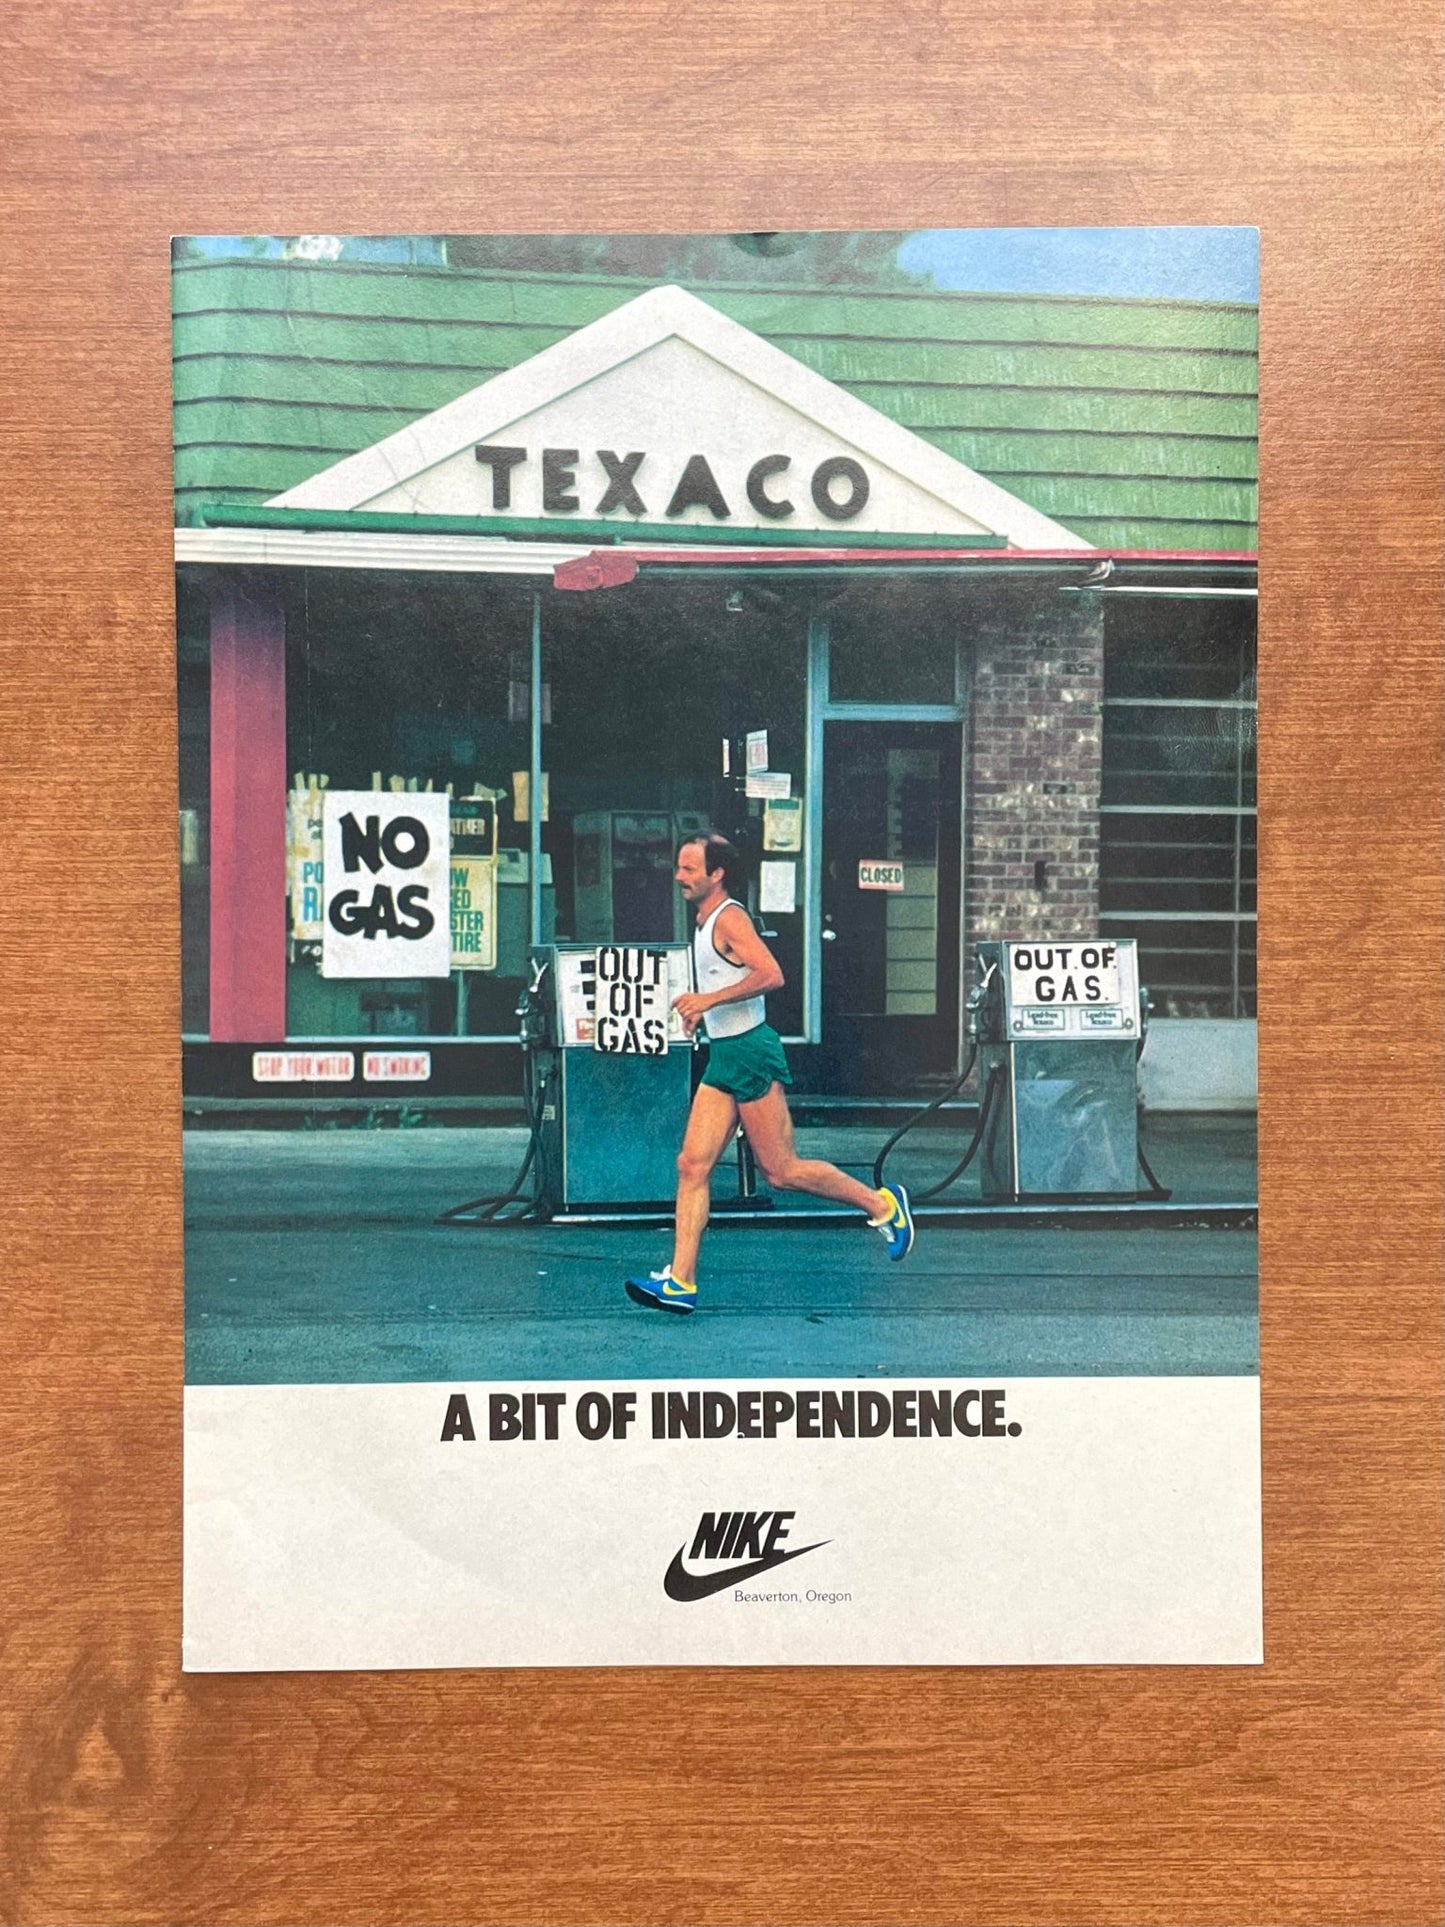 TEXACO
NO
GAS
CLOSED
OUT
OF
GAS
OUT OF
GAS.
STOP YOUR MOTOR
NO SMOKING
A BIT OF INDEPENDENCE.
NIKE
Beaverton, Oregon